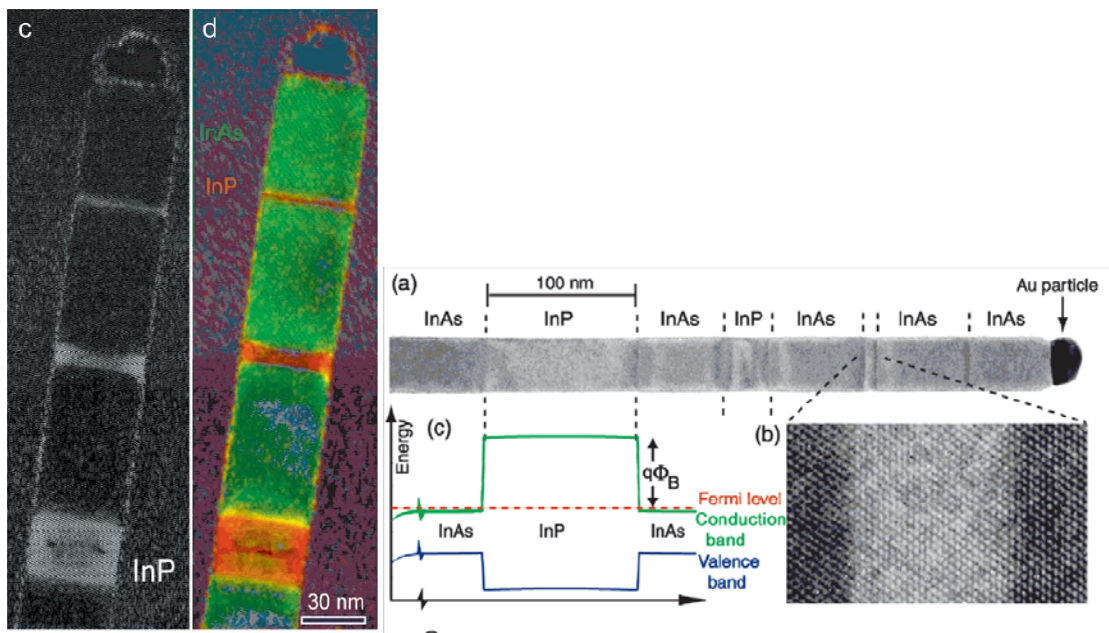 c
d
InAs
InP
InP
30 nm
(a)
100 nm
Au particle
InAs
InP
InAs
InP
InAs
InAs
InAs
(c)
(b)
Energy
qΦB
Fermi level
Conduction
band
InAs
InP
InAs
Valence
band